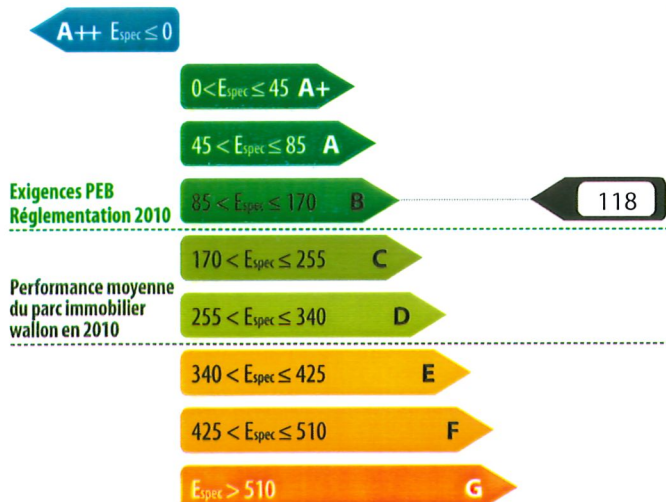 A++ Espec ≤ 0
0 < Espec ≤ 45 A+
45 < Espec ≤ 85 A
Exigences PEB
Réglementation 2010
85 < Espec ≤ 170 B
118
170 < Espec ≤ 255 C
Performance moyenne
du parc immobilier
wallon en 2010
255 < Espec ≤ 340 D
340 < Espec ≤ 425 E
425 < Espec ≤ 510 F
Espec > 510 G